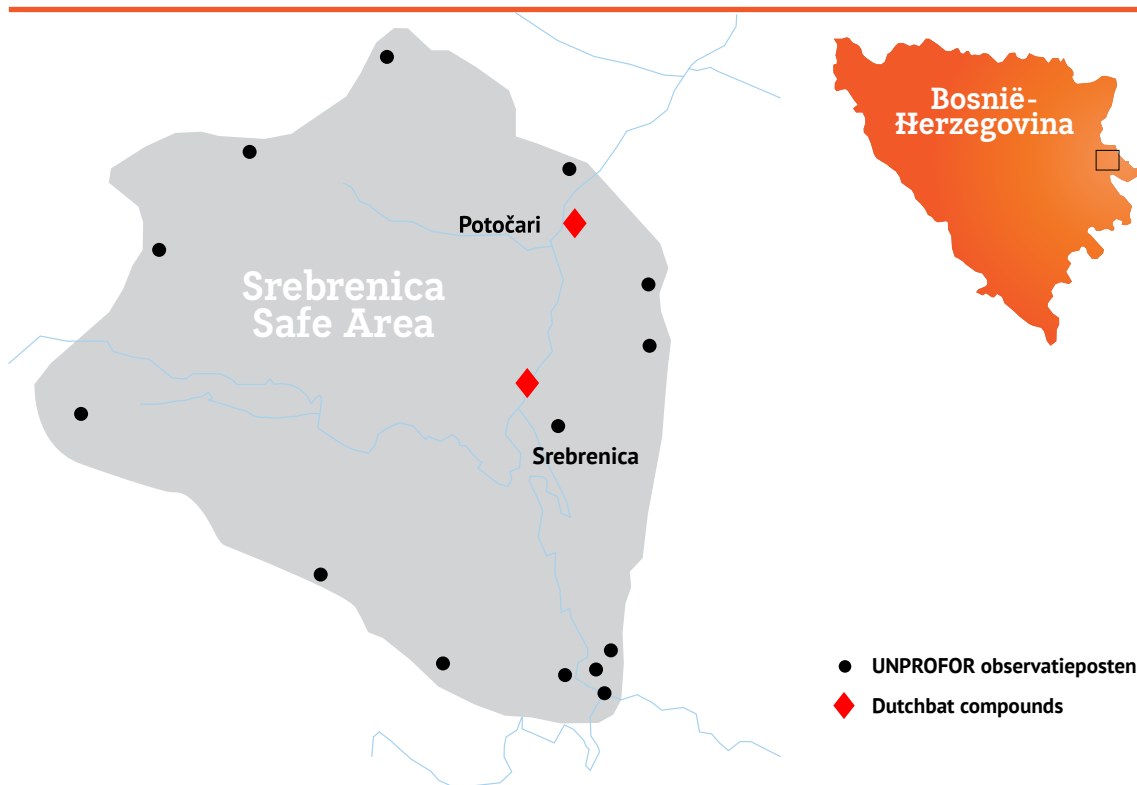 Bosnië-
Herzegovina
Potočari
Srebrenica
Safe Area
Srebrenica
UNPROFOR observatieposten
Dutchbat compounds